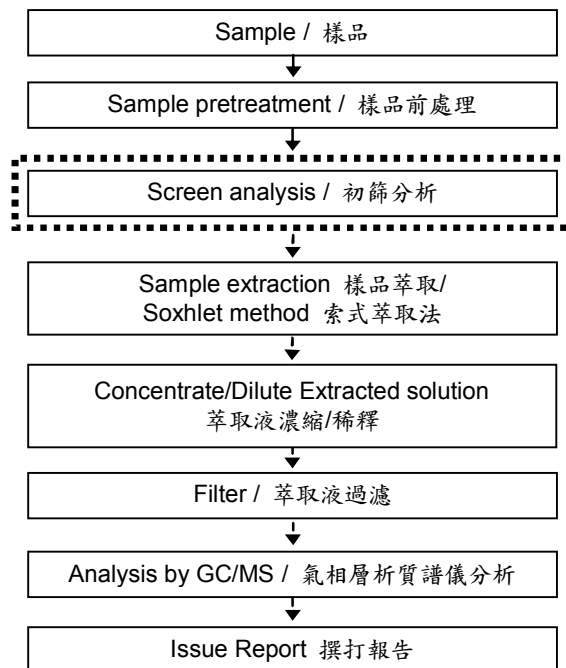 Sample / 樣品
Sample pretreatment / 樣品前處理
Screen analysis / 初篩分析
Sample extraction 樣品萃取/
Soxhlet method 索式萃取法
Concentrate/Dilute Extracted solution
萃取液濃縮/稀釋
Filter / 萃取液過濾
Analysis by GC/MS / 氣相層析質譜儀分析
Issue Report 撰打報告